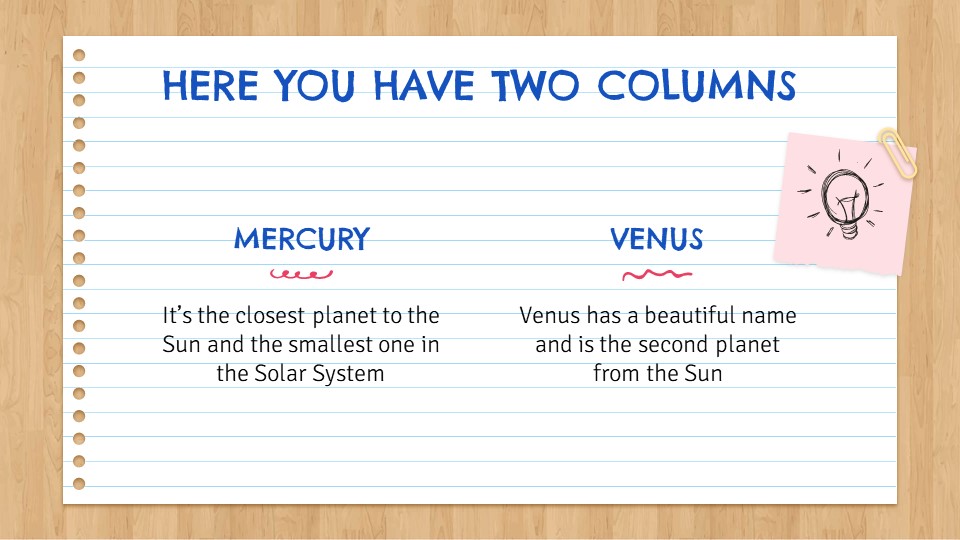 HERE YOU HAVE TWO COLUMNS
MERCURY
It’s the closest planet to the
Sun and the smallest one in
the Solar System
VENUS
Venus has a beautiful name
and is the second planet
from the Sun